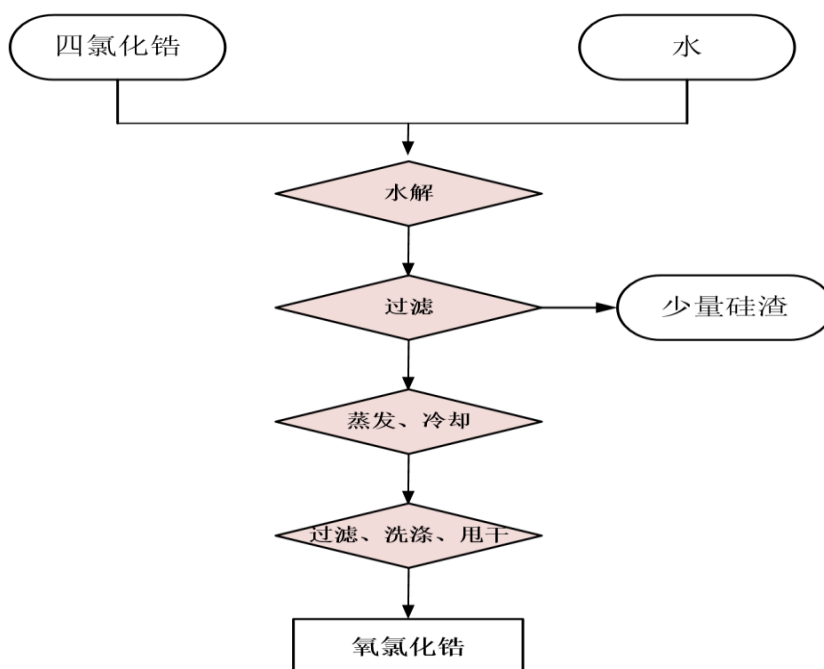 四氯化锆
水
水解
过滤
少量硅渣
蒸发、冷却
过滤、洗涤、甩干
氧氯化锆